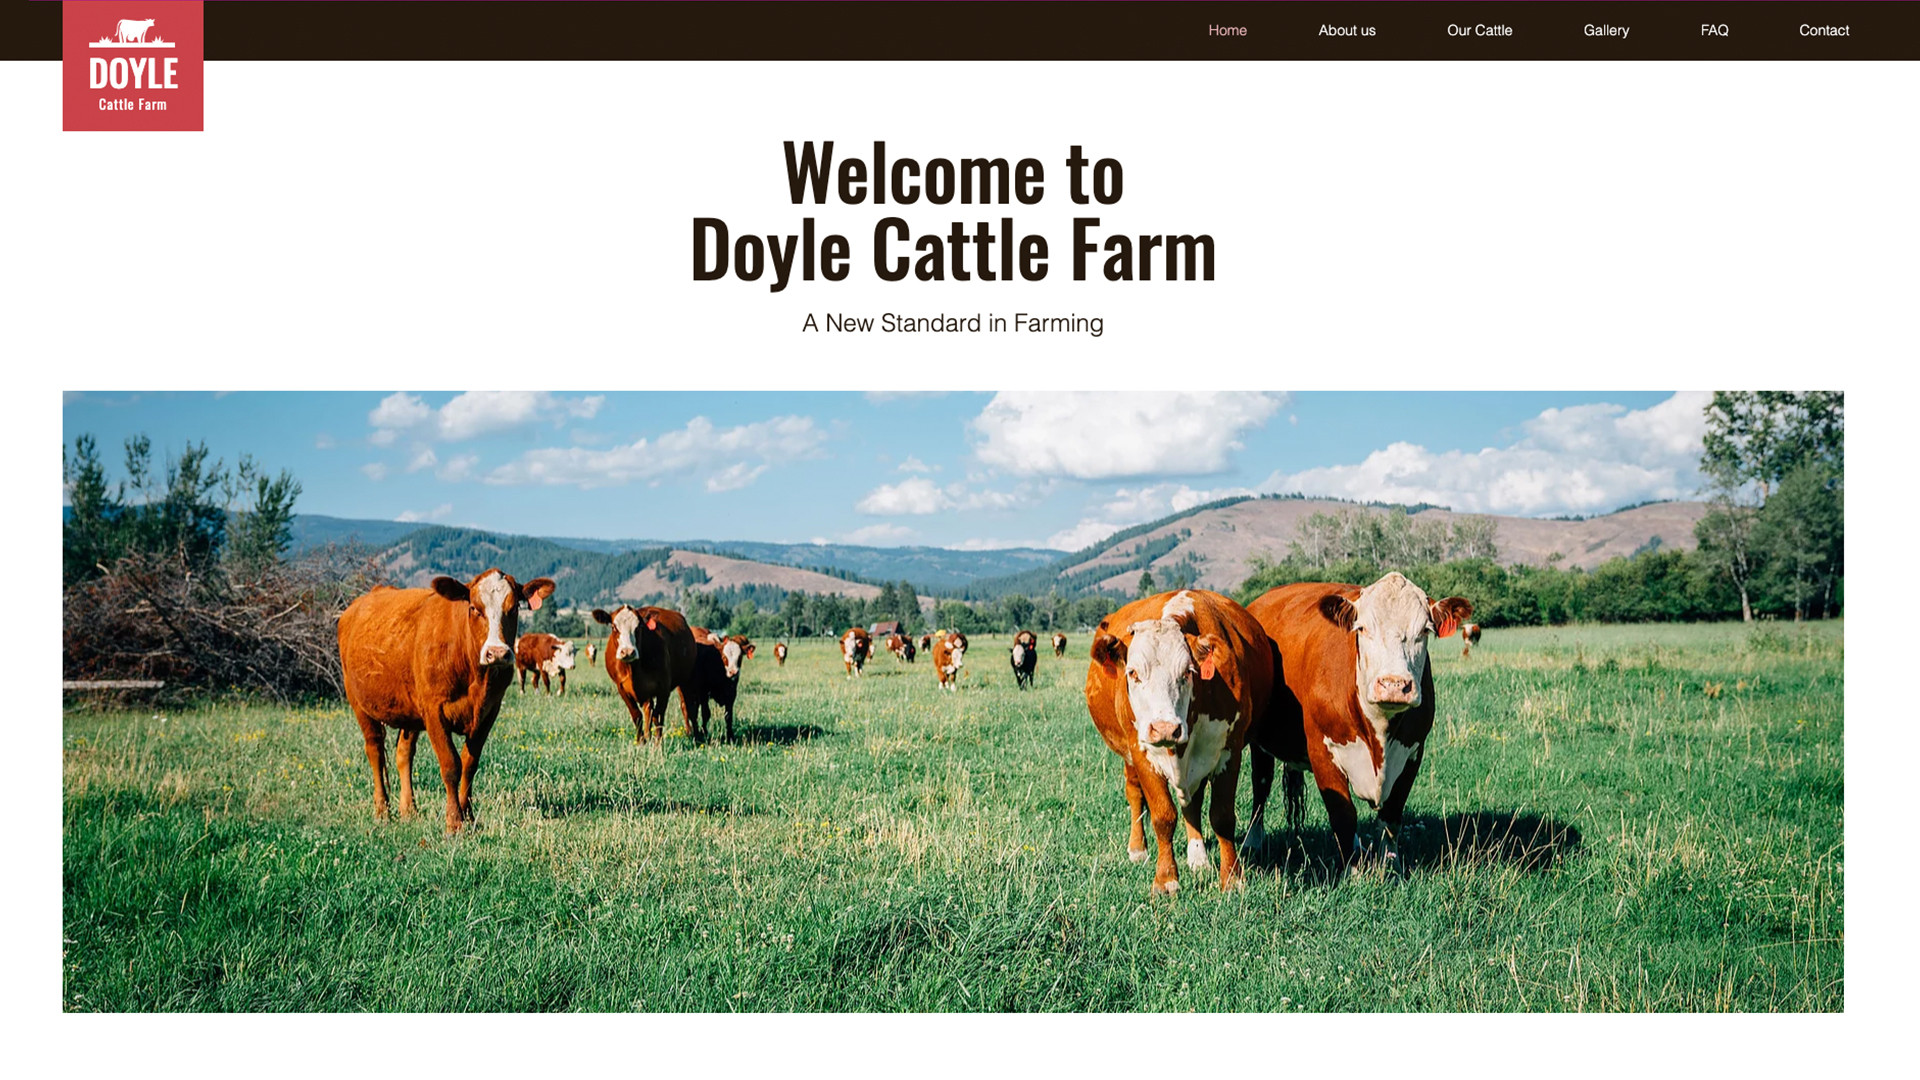 DOYLE
Cattle Farm
Home About us Our Cattle Gallery FAQ Contact
Welcome to
Doyle Cattle Farm
A New Standard in Farming